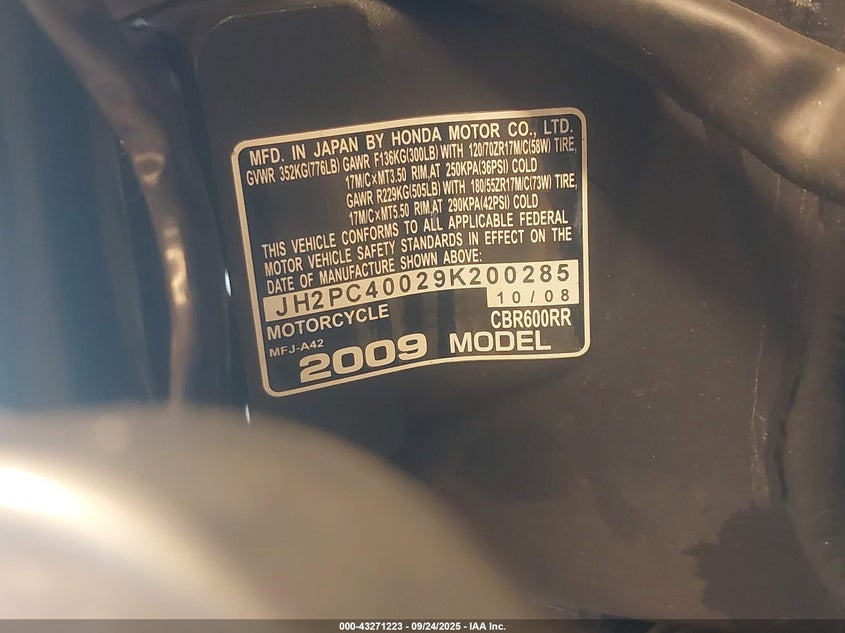 MFD. IN JAPAN BY HONDA MOTOR CO., LTD.
GVWR 352KG(776LB) GAWR F136KG(300LB) WITH 120/70ZR17M/C(58W) TIRE,
17M/C×MT3.50 RIM, AT 250KPA(36PSI) COLD
GAWR R229KG(505LB) WITH 180/55ZR17M/C(73W) TIRE,
17M/C×MT5.50 RIM, AT 290KPA(42PSI) COLD
THIS VEHICLE CONFORMS TO ALL APPLICABLE FEDERAL
MOTOR VEHICLE SAFETY STANDARDS IN EFFECT ON THE
DATE OF MANUFACTURE SHOWN ABOVE:
JH2PC40029K200285
10/08
MOTORCYCLE CBR600RR
MFJ-A42 2009 MODEL
000-43271223 - 09/24/2025 - IAA Inc.